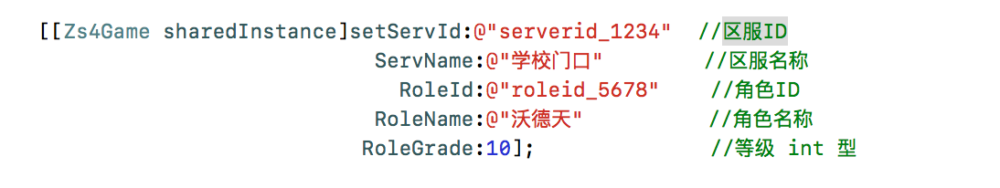 [[Zs4Game sharedInstance]setServId:@"serverid_1234" //区服ID
ServName:@"学校门口" //区服名称
RoleId:@"roleid_5678" //角色ID
RoleName:@"沃德天" //角色名称
RoleGrade:10]; //等级 int 型